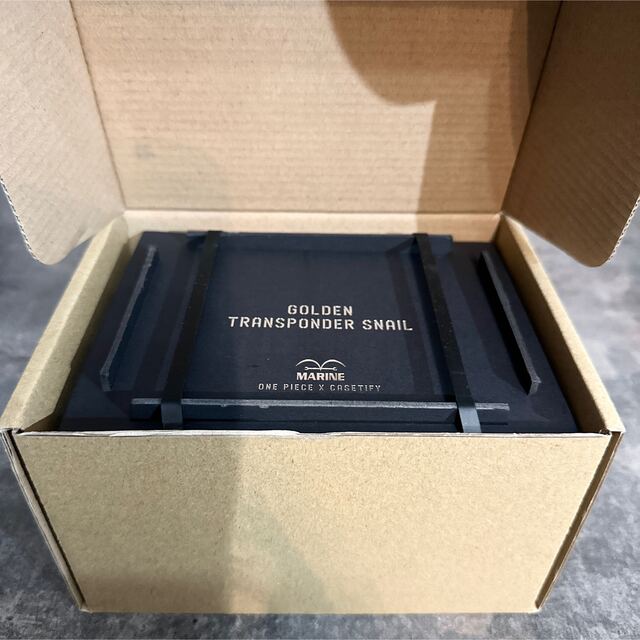 GOLDEN
TRANSPONDER SNAIL
MARINE
ONE PIECE X CASETIFY